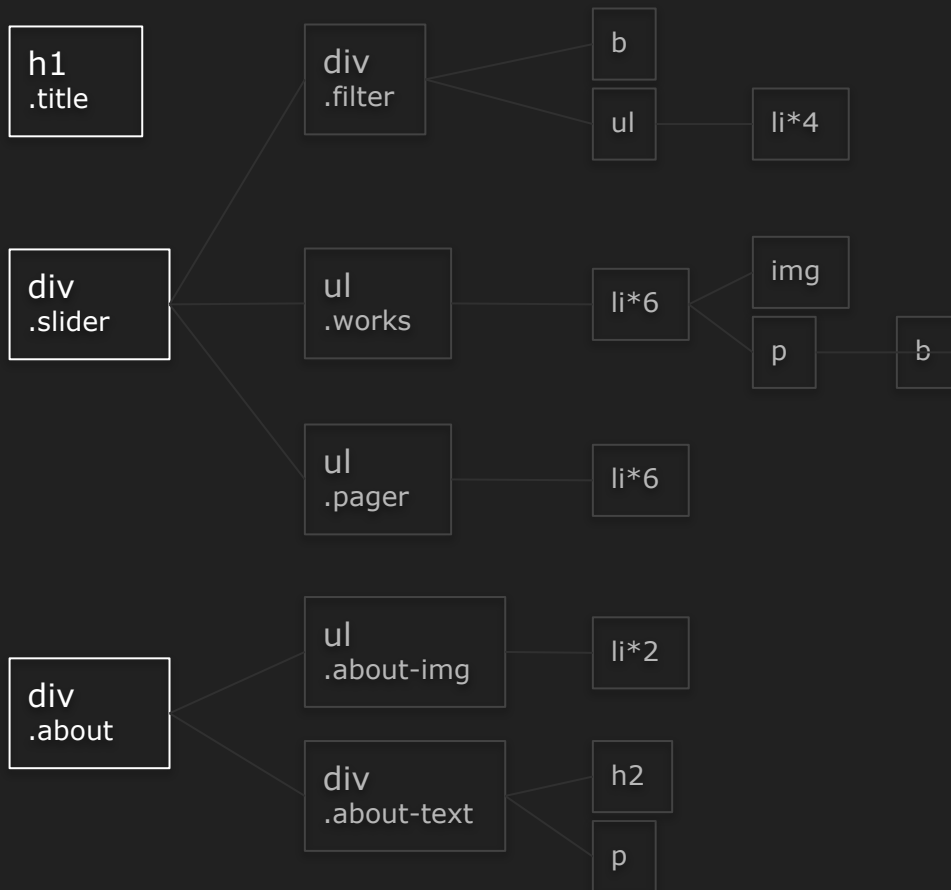 h1
.title
div
.filter
b
ul
li*4
div
.slider
ul
.works
li*6
img
p
b
ul
.pager
li*6
div
.about
ul
.about-img
li*2
div
.about-text
h2
p